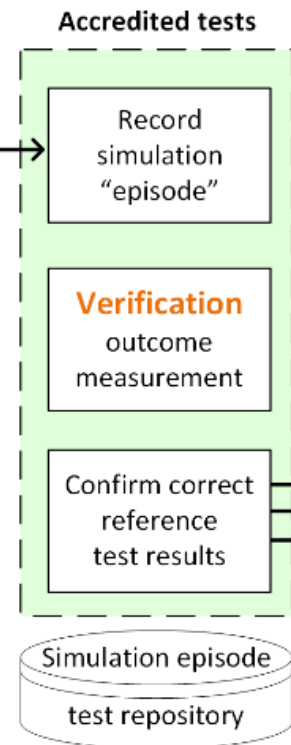 Accredited tests
Record
simulation
“episode”
Verification
outcome
measurement
Confirm correct
reference
test results
Simulation episode
test repository